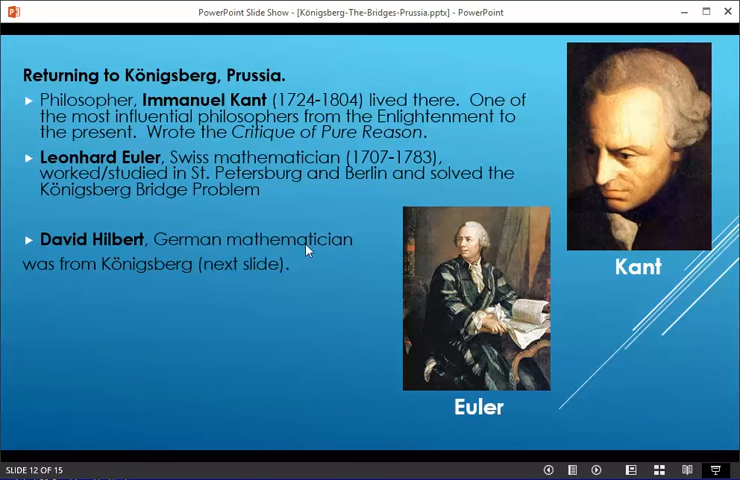 PowerPoint Slide Show - [Königsberg-The-Bridges-Prussia.pptx] - PowerPoint
Returning to Königsberg, Prussia.
Philosopher, Immanuel Kant (1724-1804) lived there. One of
the most influential philosophers from the Enlightenment to
the present. Wrote the Critique of Pure Reason.
Leonhard Euler, Swiss mathematician (1707-1783),
worked/studied in St. Petersburg and Berlin and solved the
Königsberg Bridge Problem
David Hilbert, German mathematician
was from Königsberg (next slide).
Kant
Euler
SLIDE 12 OF 15